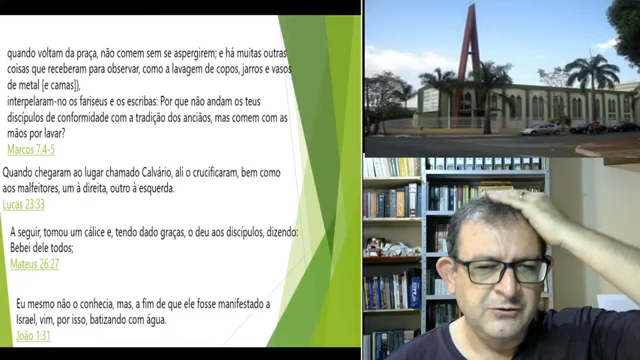 quando voltam da praça, não comem sem se aspergirem; e há muitas outras
coisas que receberam para observar, como a lavagem de copos, jarros e vasos
de metal [e camas]),
interpelaram-no os fariseus e os escribas: Por que não andam os teus
discípulos de conformidade com a tradição dos anciãos, mas comem com as
mãos por lavar?
Marcos 7:4-5
Quando chegaram ao lugar chamado Calvário, ali o crucificaram, bem como
aos malfeitores, um à direita, outro à esquerda.
Lucas 23:33
A seguir, tomou um cálice e, tendo dado graças, o deu aos discípulos, dizendo:
Bebei dele todos;
Mateus 26:27
Eu mesmo não o conhecia, mas, a fim de que ele fosse manifestado a
Israel, vim, por isso, batizando com água.
João 1:31